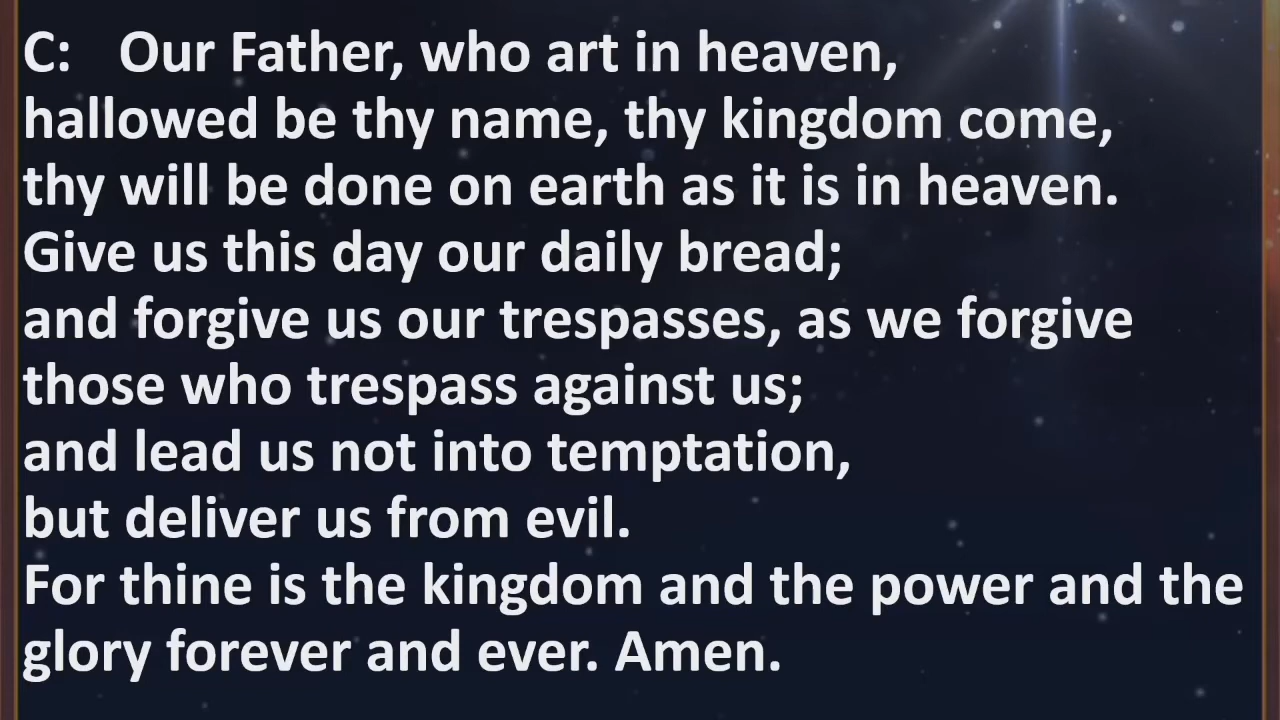 C: Our Father, who art in heaven,
hallowed be thy name, thy kingdom come,
thy will be done on earth as it is in heaven.
Give us this day our daily bread;
and forgive us our trespasses, as we forgive
those who trespass against us;
and lead us not into temptation,
but deliver us from evil.
For thine is the kingdom and the power and the
glory forever and ever. Amen.